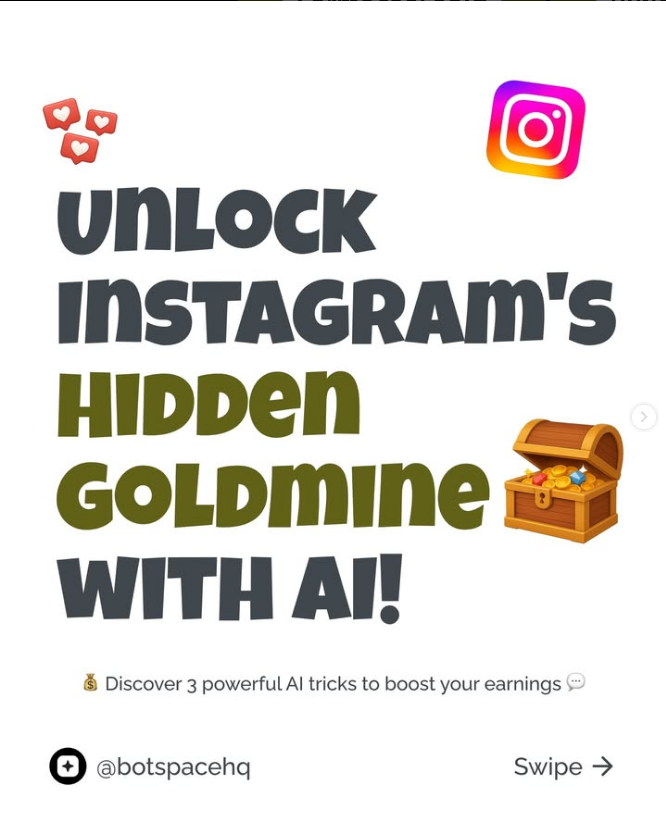 UNLOCK
INSTAGRAM'S
HIDDEN
GOLDMINE
WITH AI!
💰 Discover 3 powerful AI tricks to boost your earnings 💬
@botspacehq
Swipe →